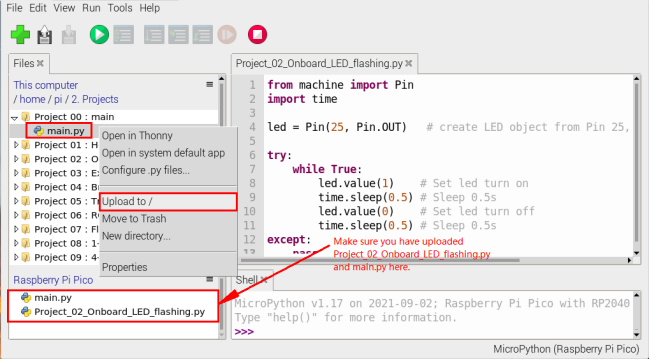 File Edit View Run Tools Help
Files
Project_02_Onboard_LED_flashing.py
This computer
/ home / pi / 2. Projects
Project 00 : main
main.py
Project 01 : H
Project 02 : O
Project 03 : E
Project 04 : B
Project 05 : T
Project 06 : R
Project 07 : Fl
Project 08 : 1-
Project 09 : 4-
Open in Thonny
Open in system default app
Configure .py files...
Upload to /
Move to Trash
New directory...
Properties
1 from machine import Pin
2 import time
3
4 led = Pin(25, Pin.OUT) # create LED object from Pin 25,
5
6 try:
7 while True:
8 led.value(1) # Set led turn on
9 time.sleep(0.5) # Sleep 0.5s
10 led.value(0) # Set led turn off
11 time.sleep(0.5) # Sleep 0.5s
12 except:
13 pass
Make sure you have uploaded
Project_02_Onboard_LED_flashing.py
and main.py here.
Raspberry Pi Pico
main.py
Project_02_Onboard_LED_flashing.py
Shell
MicroPython v1.17 on 2021-09-02; Raspberry Pi Pico with RP2040
Type "help()" for more information.
>>>
MicroPython (Raspberry Pi Pico)